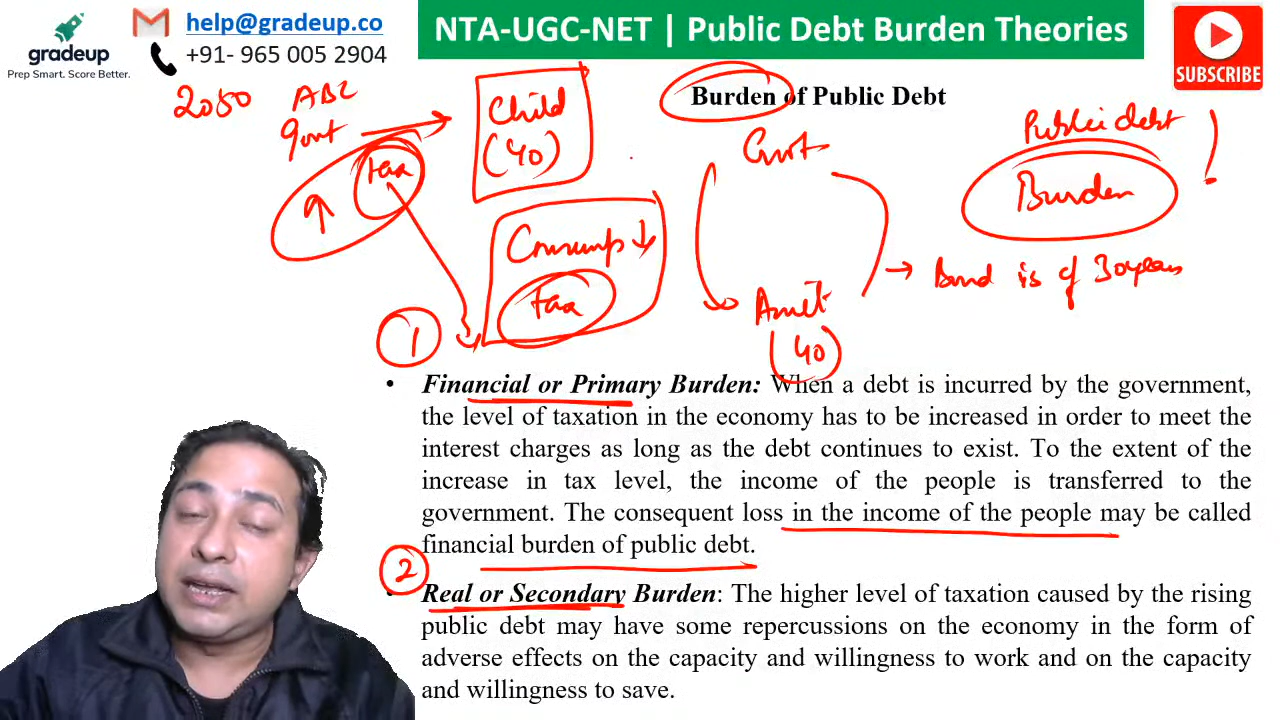 gradeup
Prep Smart. Score Better.
help@gradeup.co
+91- 965 005 2904
NTA-UGC-NET | Public Debt Burden Theories
SUBSCRIBE
Burden of Public Debt
2050 ABC
govt
tax
Child
(40)
Govt
Public debt
Burden
Consump
tax
Amit
(40)
Bond is of 30 years
1
• Financial or Primary Burden: When a debt is incurred by the government,
the level of taxation in the economy has to be increased in order to meet the
interest charges as long as the debt continues to exist. To the extent of the
increase in tax level, the income of the people is transferred to the
government. The consequent loss in the income of the people may be called
financial burden of public debt.
2
• Real or Secondary Burden: The higher level of taxation caused by the rising
public debt may have some repercussions on the economy in the form of
adverse effects on the capacity and willingness to work and on the capacity
and willingness to save.